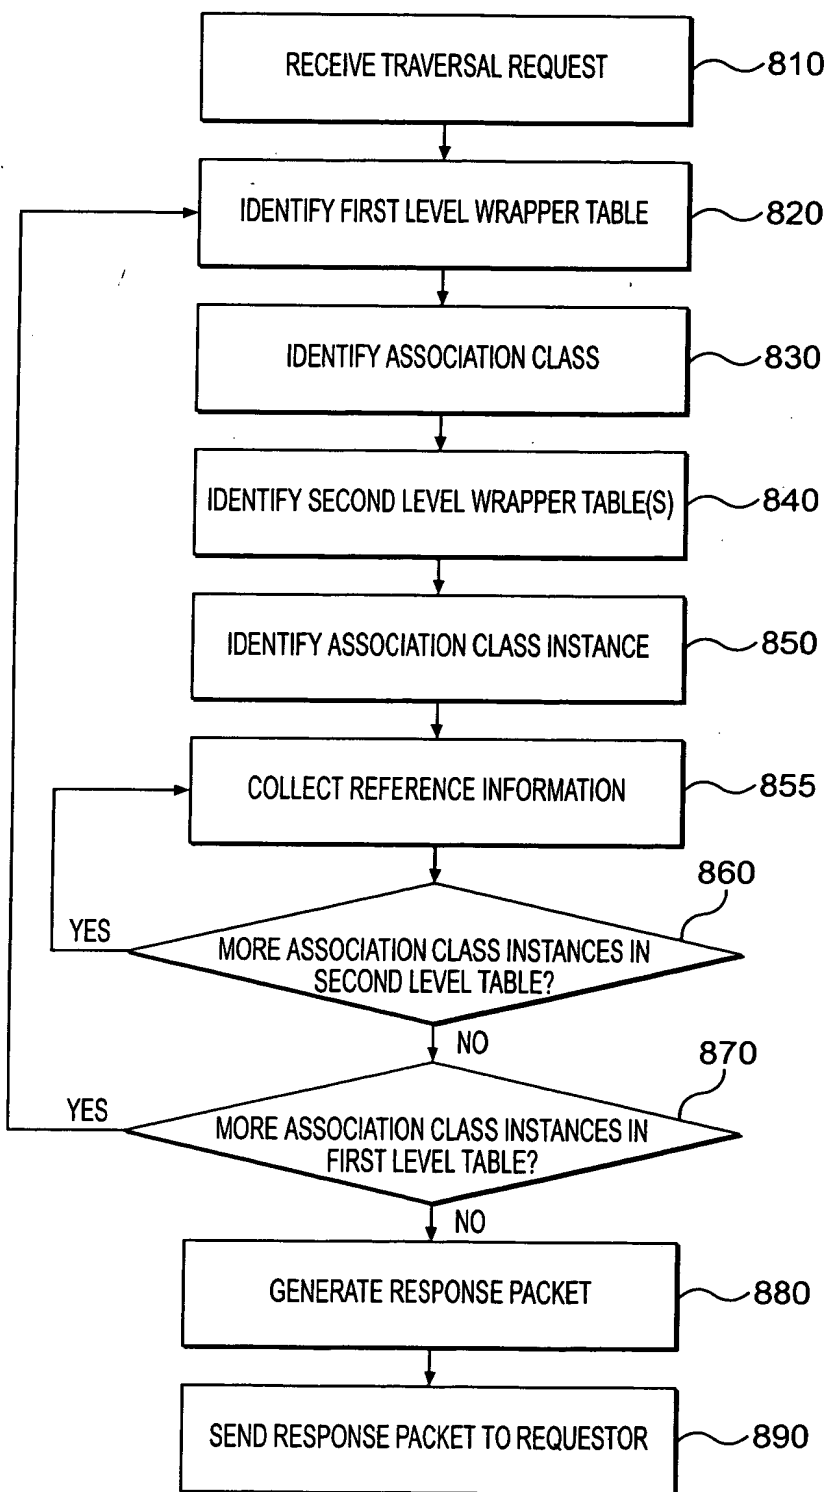 RECEIVE TRAVERSAL REQUEST
810
IDENTIFY FIRST LEVEL WRAPPER TABLE
820
IDENTIFY ASSOCIATION CLASS
830
IDENTIFY SECOND LEVEL WRAPPER TABLE(S)
840
IDENTIFY ASSOCIATION CLASS INSTANCE
850
COLLECT REFERENCE INFORMATION
855
860
YES
MORE ASSOCIATION CLASS INSTANCES IN
SECOND LEVEL TABLE?
NO
870
YES
MORE ASSOCIATION CLASS INSTANCES IN
FIRST LEVEL TABLE?
NO
GENERATE RESPONSE PACKET
880
SEND RESPONSE PACKET TO REQUESTOR
890